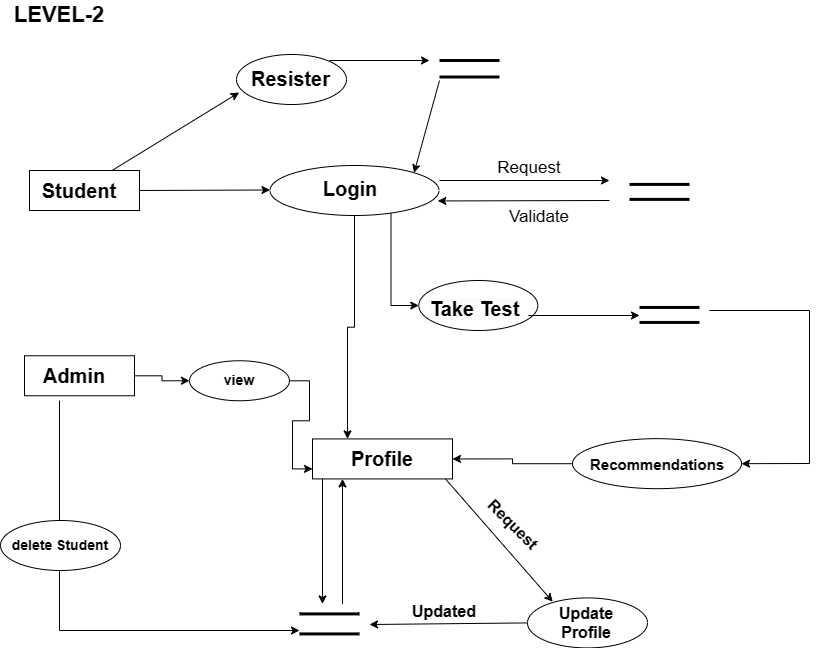 LEVEL-2
Resister
Student
Login
Request
Validate
Take Test
Admin
view
Profile
Recommendations
Request
delete Student
Updated
Update
Profile